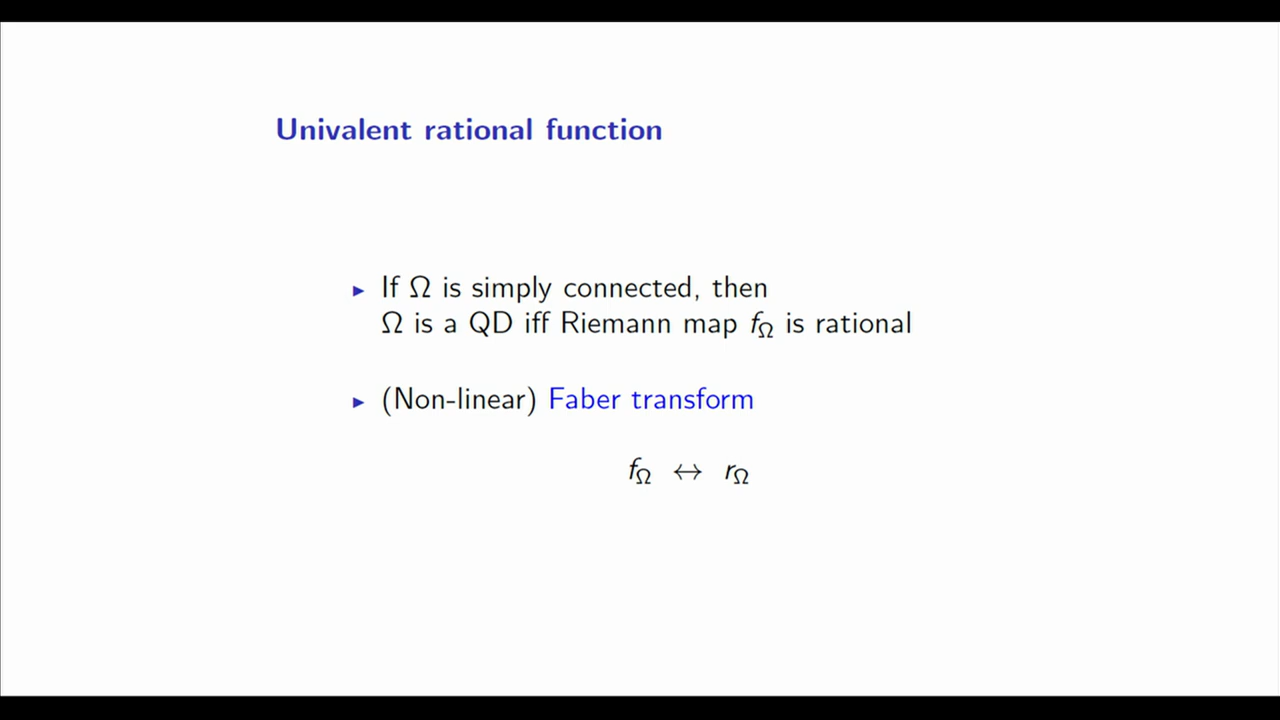 Univalent rational function
▶ If Ω is simply connected, then
Ω is a QD iff Riemann map f_Ω is rational
▶ (Non-linear) Faber transform
f_Ω ↔ r_Ω